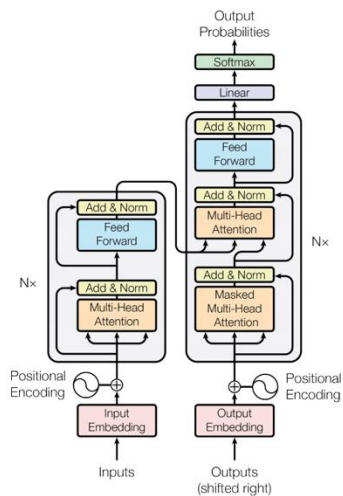 Output
Probabilities
Softmax
Linear
Add & Norm
Feed
Forward
Add & Norm
Multi-Head
Attention
Add & Norm
Masked
Multi-Head
Attention
N×
Add & Norm
Feed
Forward
N×
Add & Norm
Multi-Head
Attention
Positional
Encoding
Positional
Encoding
Input
Embedding
Output
Embedding
Inputs
Outputs
(shifted right)